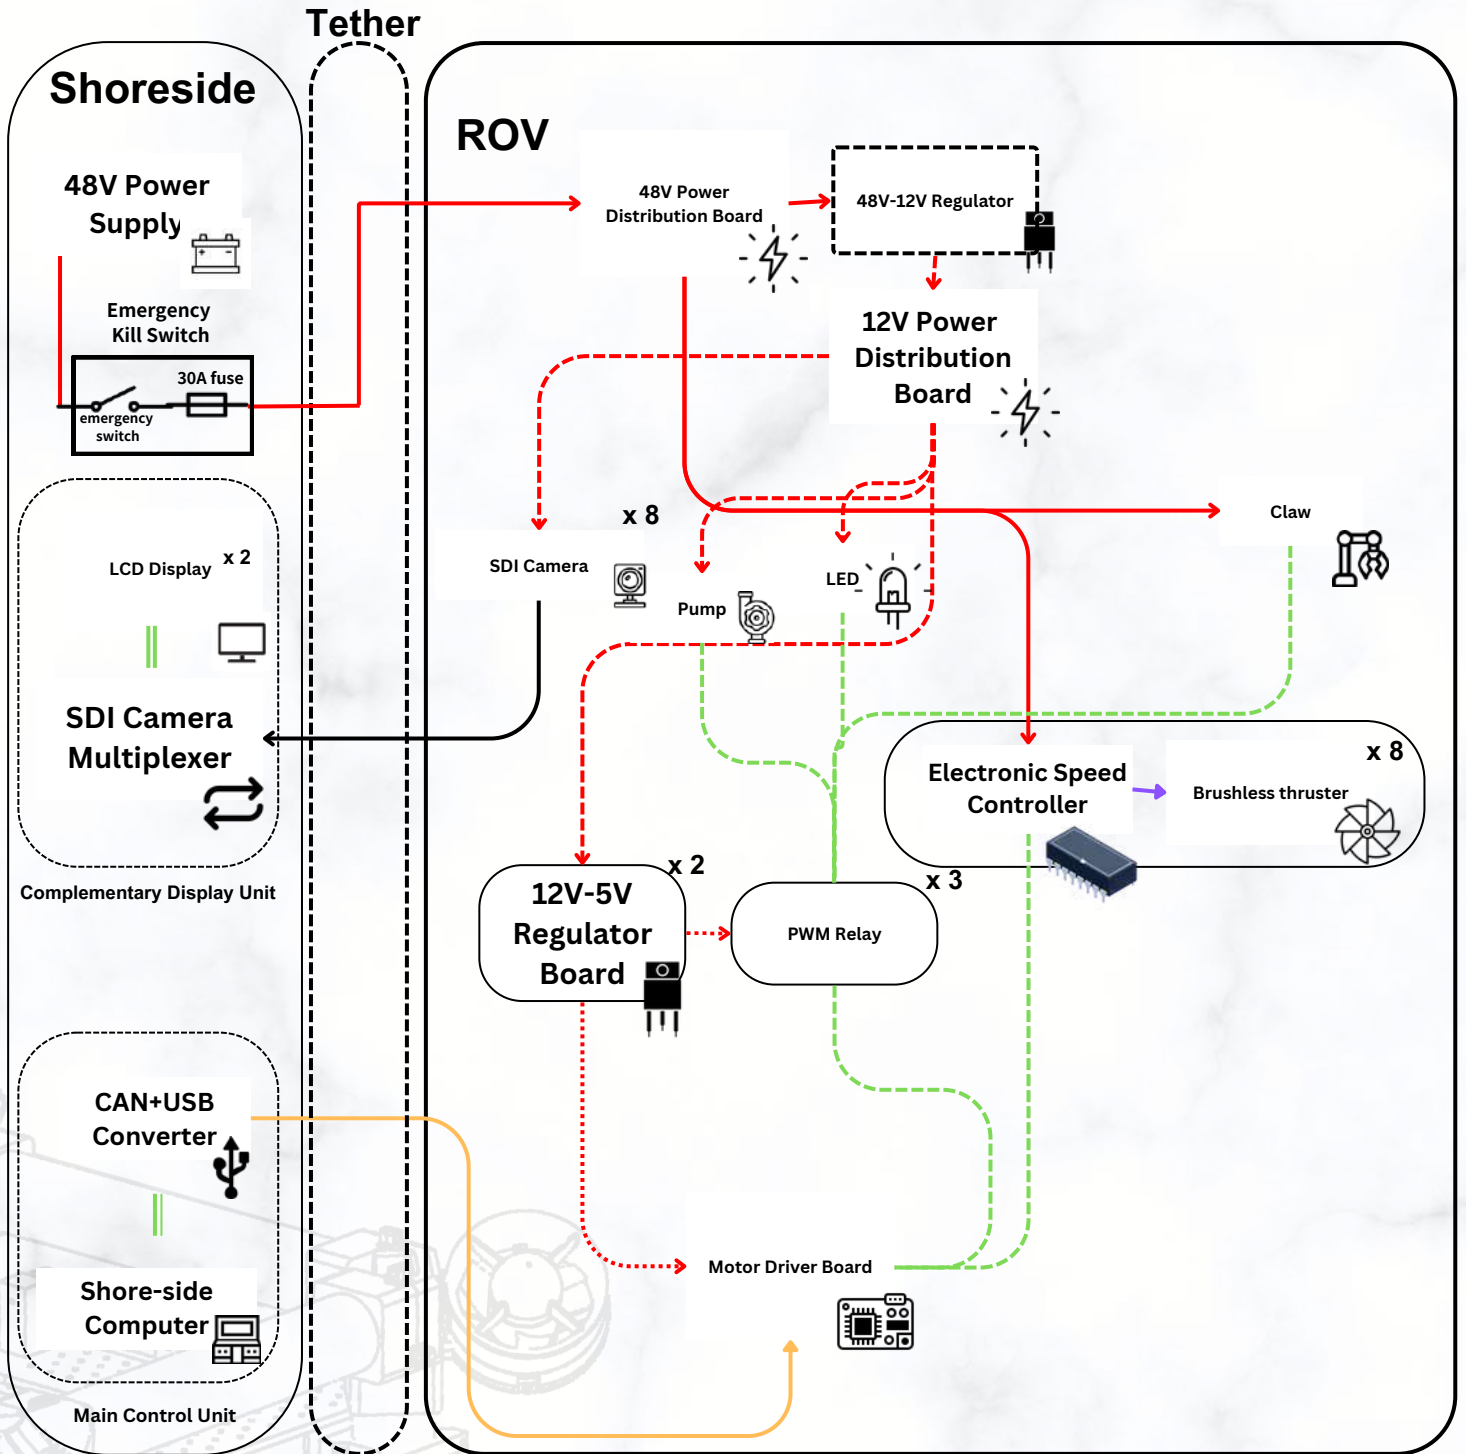 Tether
Shoreside
48V Power
Supply
Emergency
Kill Switch
30A fuse
emergency
switch
LCD Display
x 2
SDI Camera
Multiplexer
Complementary Display Unit
CAN+USB
Converter
Shore-side
Computer
Main Control Unit
ROV
48V Power
Distribution Board
48V-12V Regulator
12V Power
Distribution
Board
x 8
SDI Camera
Pump
LED
Claw
Electronic Speed
Controller
x 8
Brushless thruster
x 2
12V-5V
Regulator
Board
x 3
PWM Relay
Motor Driver Board